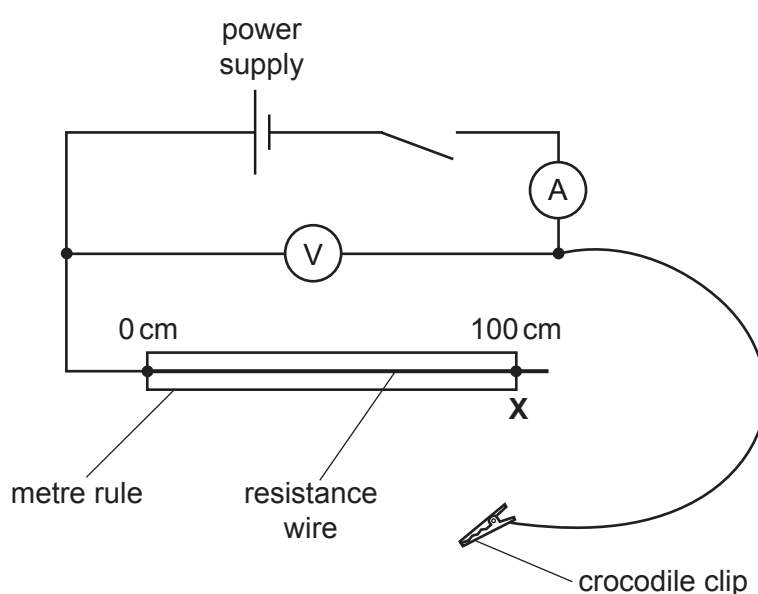 power
supply
A
V
0 cm
100 cm
X
metre rule
resistance
wire
crocodile clip